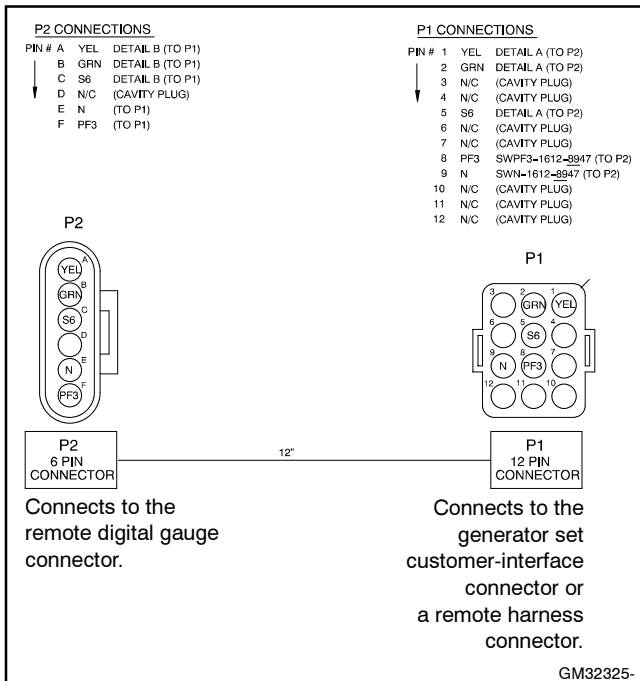 P2 CONNECTIONS
PIN # A YEL DETAIL B (TO P1)
B GRN DETAIL B (TO P1)
C S6 DETAIL B (TO P1)
D N/C (CAVITY PLUG)
E N (TO P1)
F PF3 (TO P1)
P1 CONNECTIONS
PIN # 1 YEL DETAIL A (TO P2)
2 GRN DETAIL A (TO P2)
3 N/C (CAVITY PLUG)
4 N/C (CAVITY PLUG)
5 S6 DETAIL A (TO P2)
6 N/C (CAVITY PLUG)
7 N/C (CAVITY PLUG)
8 PF3 SWPF3-1612-8947 (TO P2)
9 N SWN-1612-8947 (TO P2)
10 N/C (CAVITY PLUG)
11 N/C (CAVITY PLUG)
12 N/C (CAVITY PLUG)
P2
YEL A
GRN B
S6 C
D
N E
PF3 F
P1
3 2 GRN 1 YEL
6 5 S6 4
9 N 8 PF3 7
12 11 10
P2
6 PIN
CONNECTOR
12"
P1
12 PIN
CONNECTOR
Connects to the
remote digital gauge
connector.
Connects to the
generator set
customer-interface
connector or
a remote harness
connector.
GM32325-